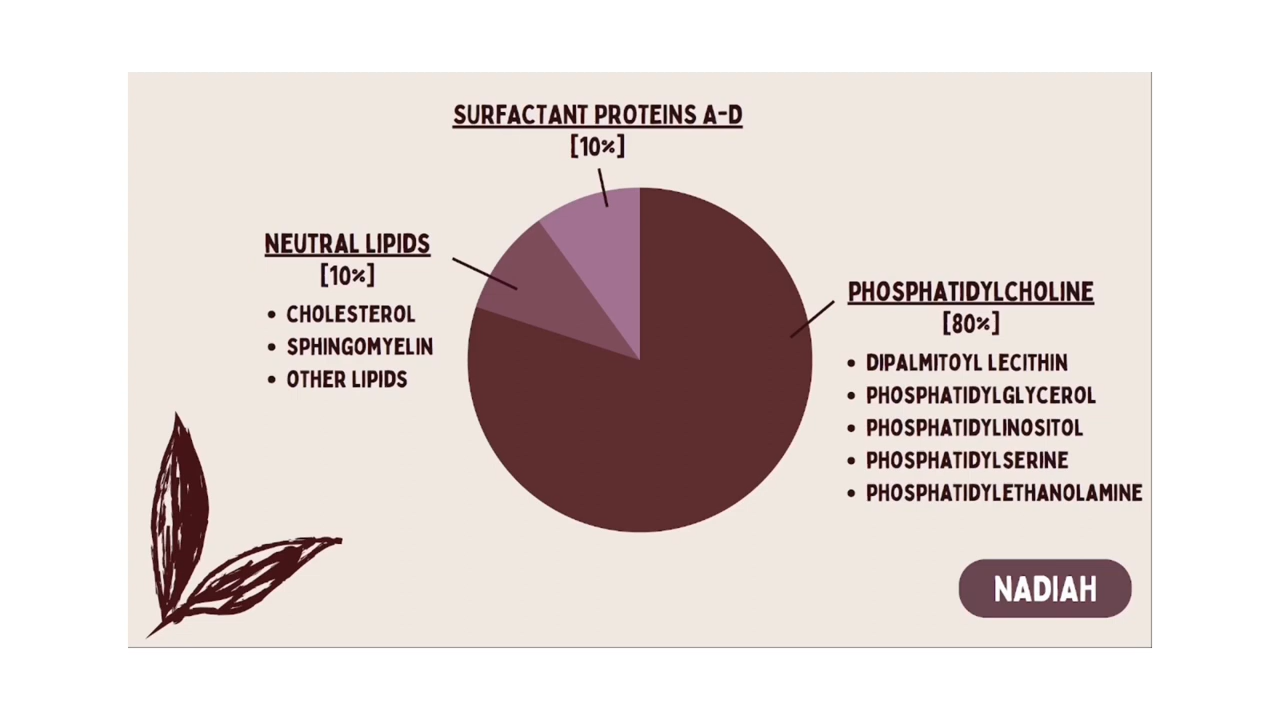 SURFACTANT PROTEINS A-D
[10%]
NEUTRAL LIPIDS
[10%]
• CHOLESTEROL
• SPHINGOMYELIN
• OTHER LIPIDS
PHOSPHATIDYLCHOLINE
[80%]
• DIPALMITOYL LECITHIN
• PHOSPHATIDYLGLYCEROL
• PHOSPHATIDYLINOSITOL
• PHOSPHATIDYLSERINE
• PHOSPHATIDYLETHANOLAMINE
NADIAH